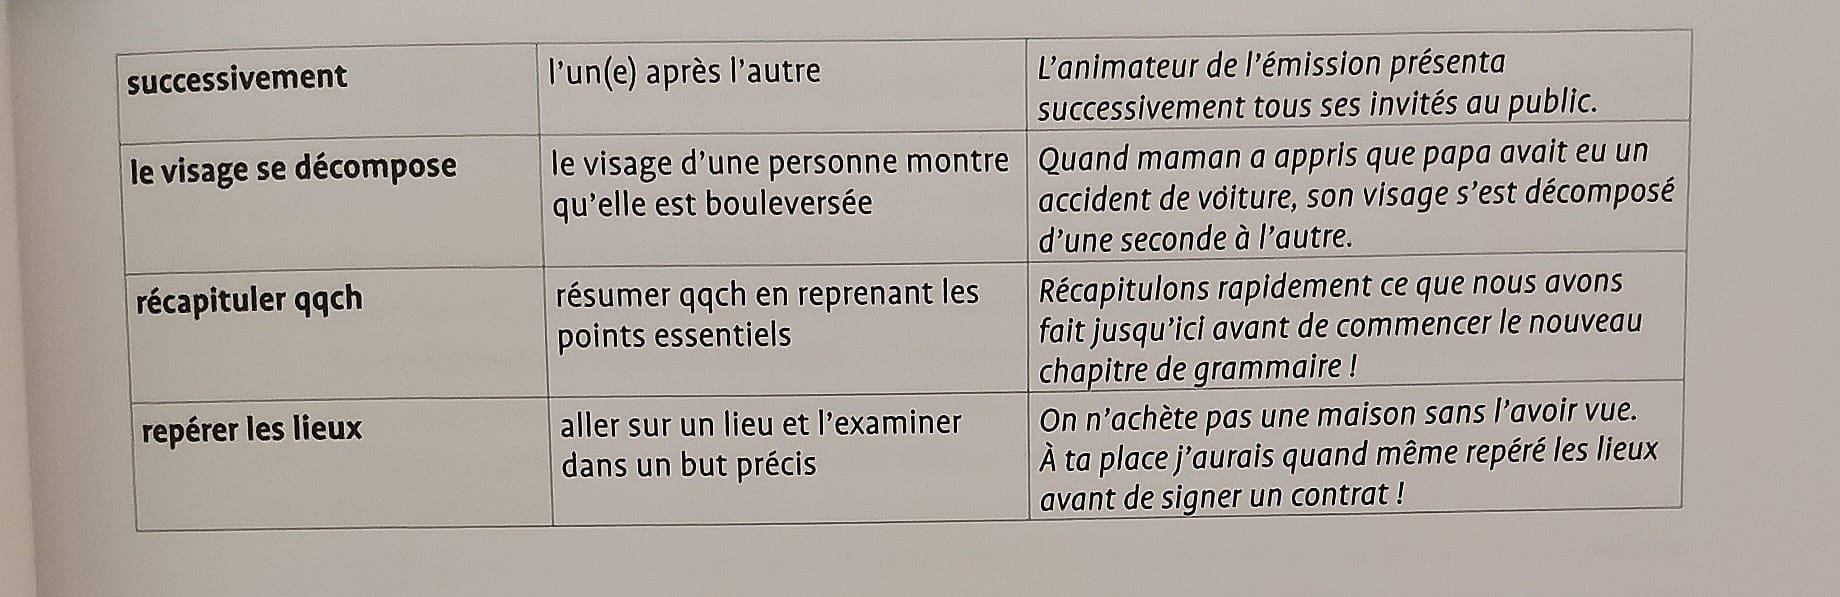 successivement
l'un(e) après l'autre
L'animateur de l'émission présenta
successivement tous ses invités au public.
le visage se décompose
le visage d'une personne montre
qu'elle est bouleversée
Quand maman a appris que papa avait eu un
accident de voiture, son visage s'est décomposé
d'une seconde à l'autre.
récapituler qqch
résumer qqch en reprenant les
points essentiels
Récapitulons rapidement ce que nous avons
fait jusqu'ici avant de commencer le nouveau
chapitre de grammaire !
repérer les lieux
aller sur un lieu et l'examiner
dans un but précis
On n'achète pas une maison sans l'avoir vue.
À ta place j'aurais quand même repéré les lieux
avant de signer un contrat !